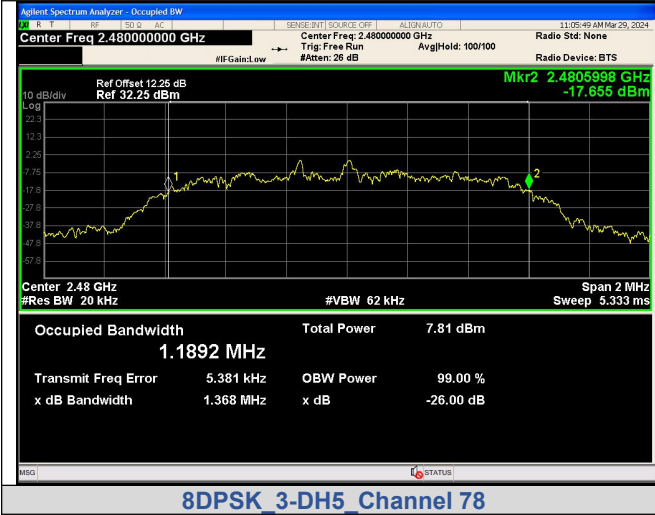 Agilent Spectrum Analyzer - Occupied BW
LXI R T RF 50 Ω AC SENSE:INT SOURCE OFF ALIGN AUTO 11:05:49 AM Mar 29, 2024
Center Freq 2.480000000 GHz Center Freq: 2.480000000 GHz Radio Std: None
Trig: Free Run Avg|Hold: 100/100
#IFGain:Low #Atten: 26 dB Radio Device: BTS
Mkr2 2.4805998 GHz
Ref Offset 12.25 dB
10 dB/div Ref 32.25 dBm -17.655 dBm
Log
22.3
12.3
2.25
-7.75
1
2
-17.8
-27.8
-37.8
-47.8
-57.8
Center 2.48 GHz Span 2 MHz
#Res BW 20 kHz #VBW 62 kHz Sweep 5.333 ms
Occupied Bandwidth Total Power 7.81 dBm
1.1892 MHz
Transmit Freq Error 5.381 kHz OBW Power 99.00 %
x dB Bandwidth 1.368 MHz x dB -26.00 dB
MSG STATUS
8DPSK_3-DH5_Channel 78